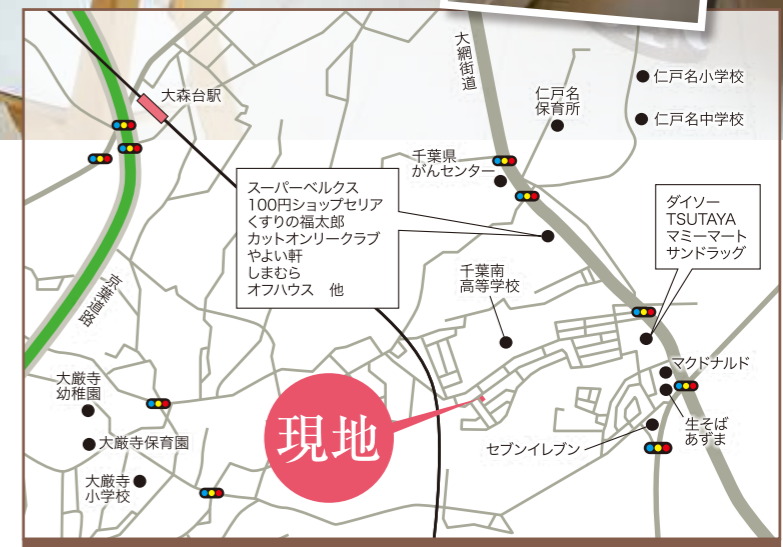 大網街道
仁戸名小学校
大森台駅
仁戸名
保育所
仁戸名中学校
千葉県
がんセンター
スーパーベルクス
100円ショップセリア
くすりの福太郎
カットオンリークラブ
やよい軒
しまむら
オフハウス 他
ダイソー
TSUTAYA
マミーマート
サンドラッグ
千葉南
高等学校
京葉道路
マクドナルド
大厳寺
幼稚園
現地
生そば
あずま
大厳寺保育園
セブンイレブン
大厳寺
小学校